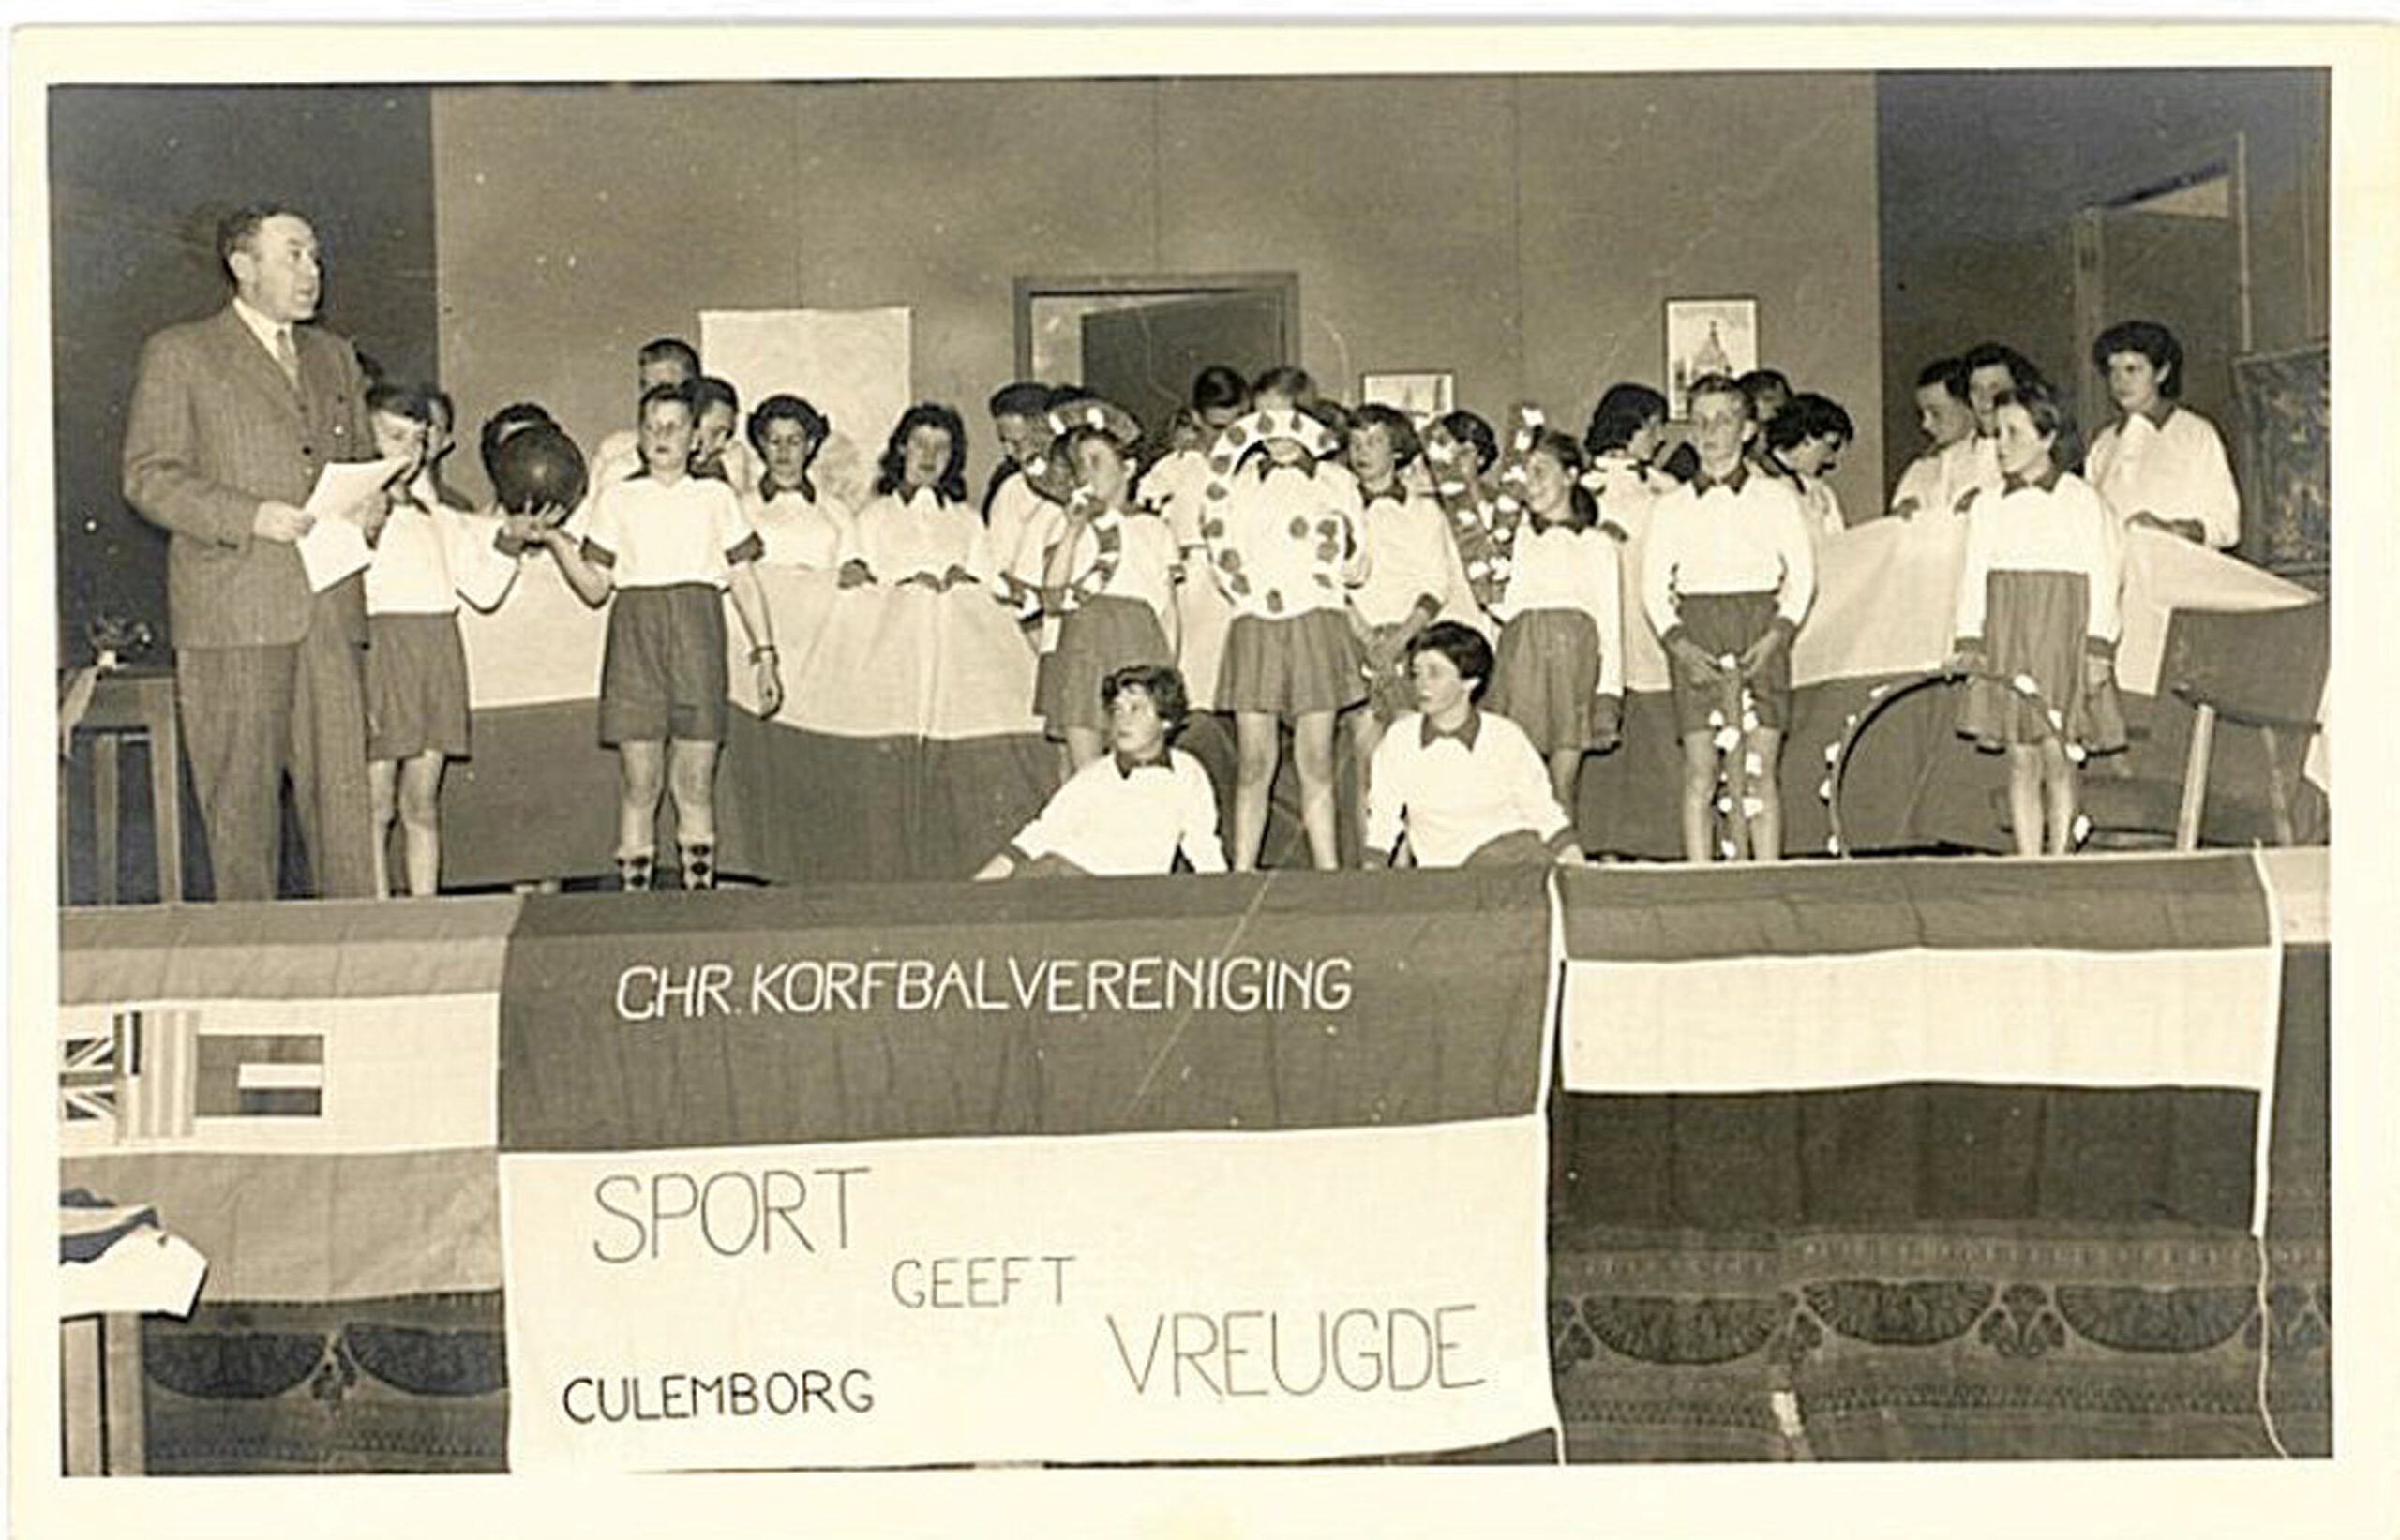 CHR. KORFBALVERENIGING
SPORT
GEEFT
VREUGDE
CULEMBORG